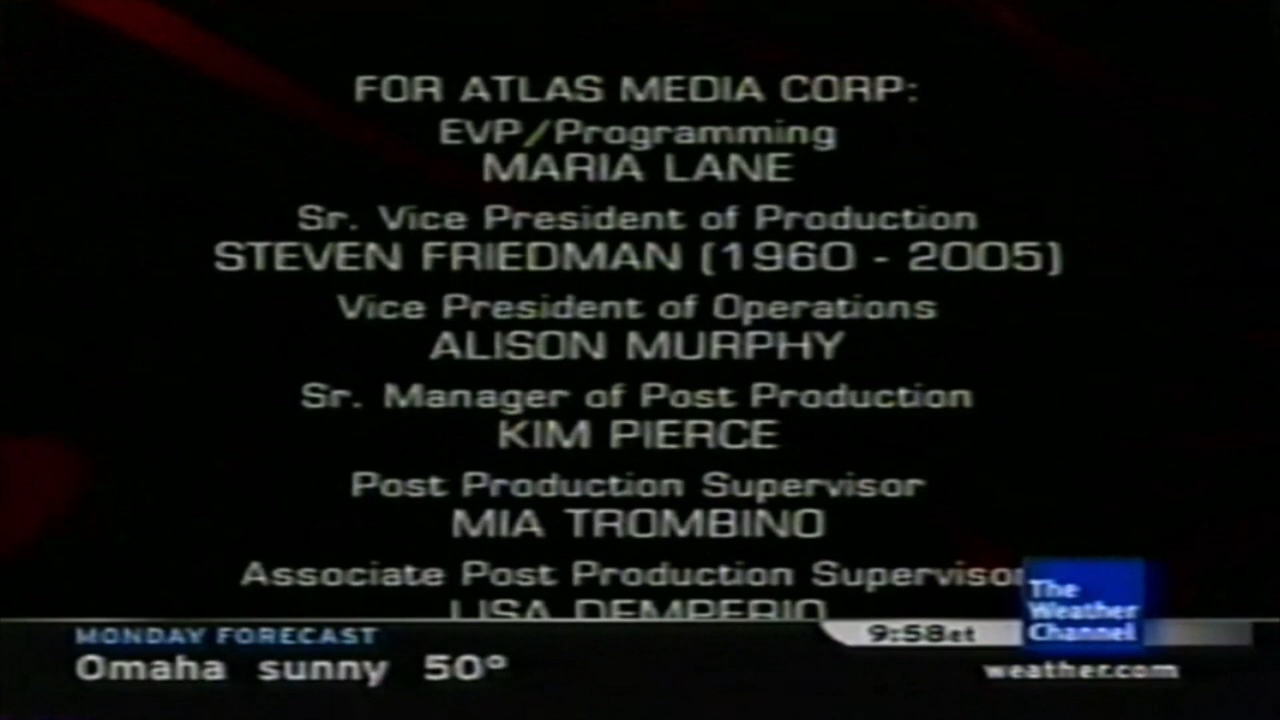 FOR ATLAS MEDIA CORP:
EVP/Programming
MARIA LANE
Sr. Vice President of Production
STEVEN FRIEDMAN (1960 - 2005)
Vice President of Operations
ALISON MURPHY
Sr. Manager of Post Production
KIM PIERCE
Post Production Supervisor
MIA TROMBINO
Associate Post Production Supervisor
LISA DEMPERIO
The
Weather
Channel
MONDAY FORECAST
9:58et
Omaha sunny 50°
weather.com